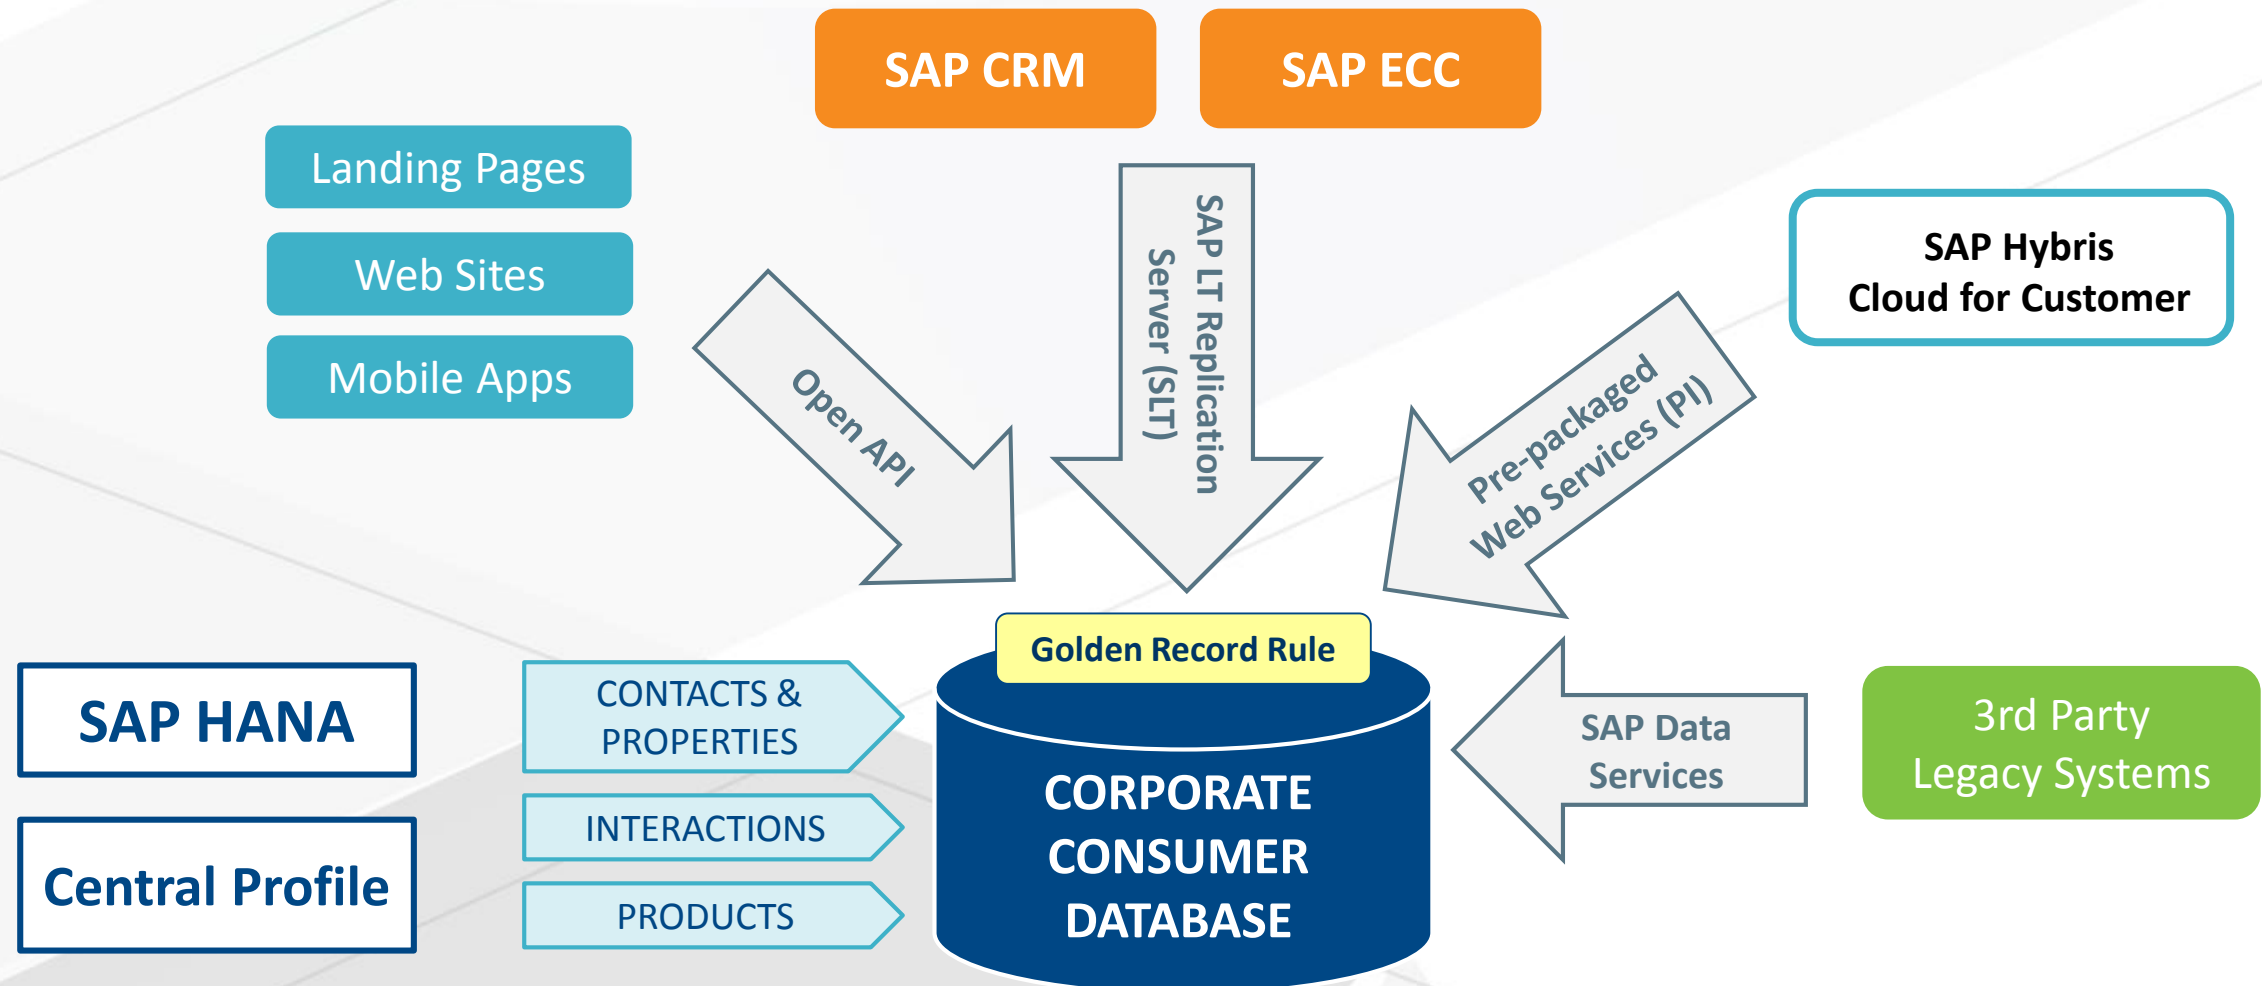 SAP CRM
SAP ECC
Landing Pages
Web Sites
Mobile Apps
Open API
SAP LT Replication
Server (SLT)
SAP Hybris
Cloud for Customer
Pre-packaged
Web Services (PI)
Golden Record Rule
SAP HANA
Central Profile
CONTACTS &
PROPERTIES
INTERACTIONS
PRODUCTS
CORPORATE
CONSUMER
DATABASE
SAP Data
Services
3rd Party
Legacy Systems